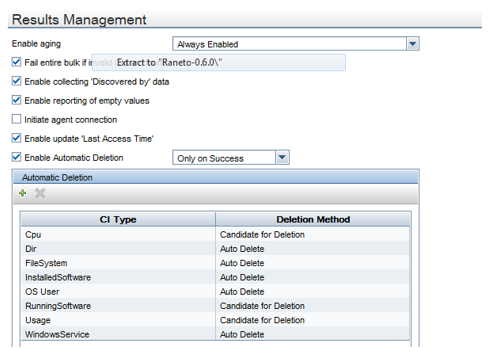 Results Management
Enable aging Always Enabled
Fail entire bulk if invalid Extract to "Raneto-0.6.0\"
Enable collecting 'Discovered by' data
Enable reporting of empty values
Initiate agent connection
Enable update 'Last Access Time'
Enable Automatic Deletion Only on Success
Automatic Deletion
CI Type Deletion Method
Cpu Candidate for Deletion
Dir Auto Delete
FileSystem Auto Delete
InstalledSoftware Auto Delete
OS User Auto Delete
RunningSoftware Candidate for Deletion
Usage Candidate for Deletion
WindowsService Auto Delete